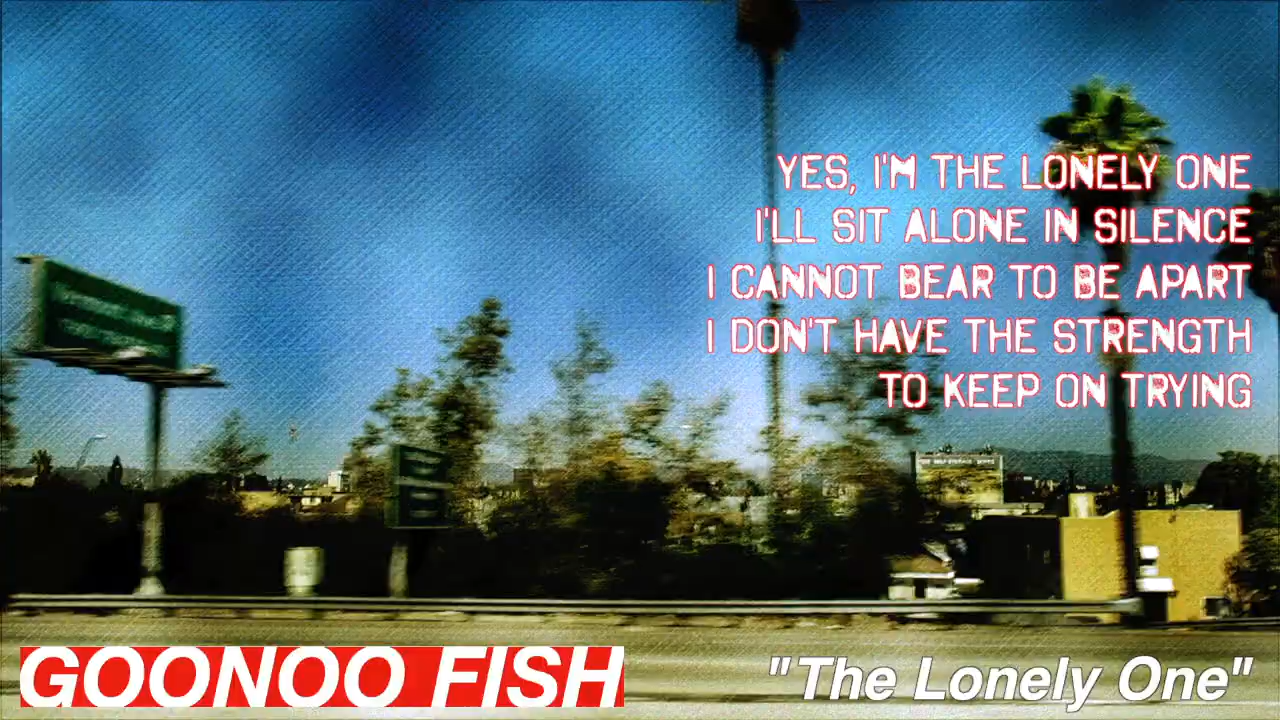 YES, I'M THE LONELY ONE
I'LL SIT ALONE IN SILENCE
I CANNOT BEAR TO BE APART
I DON'T HAVE THE STRENGTH
TO KEEP ON TRYING
GOONOO FISH
"The Lonely One"